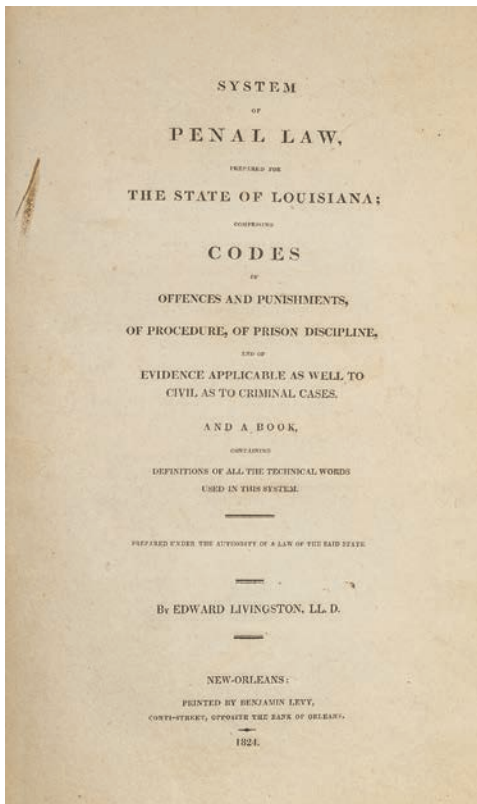 SYSTEM
OF
PENAL LAW,
PREPARED FOR
THE STATE OF LOUISIANA;
COMPRISING
CODES
OF
OFFENCES AND PUNISHMENTS,
OF PROCEDURE, OF PRISON DISCIPLINE,
AND OF
EVIDENCE APPLICABLE AS WELL TO
CIVIL AS TO CRIMINAL CASES.
AND A BOOK,
CONTAINING
DEFINITIONS OF ALL THE TECHNICAL WORDS
USED IN THIS SYSTEM.
PREPARED UNDER THE AUTHORITY OF A LAW OF THE SAID STATE
By EDWARD LIVINGSTON, LL. D.
NEW-ORLEANS:
PRINTED BY BENJAMIN LEVY,
CONTI-STREET, OPPOSITE THE BANK OF ORLEANS.
1824.